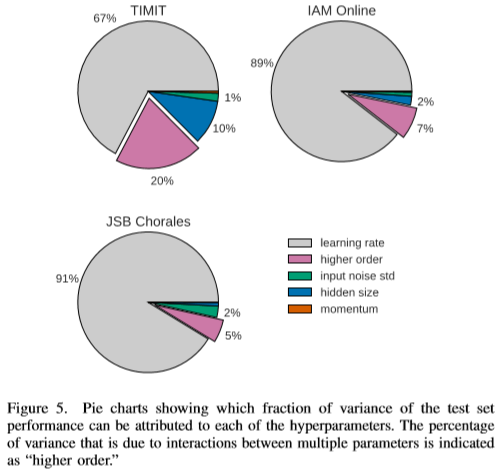 TIMIT
67%
1%
10%
20%
IAM Online
89%
2%
7%
JSB Chorales
91%
2%
5%
learning rate
higher order
input noise std
hidden size
momentum
Figure 5. Pie charts showing which fraction of variance of the test set
performance can be attributed to each of the hyperparameters. The percentage
of variance that is due to interactions between multiple parameters is indicated
as “higher order.”